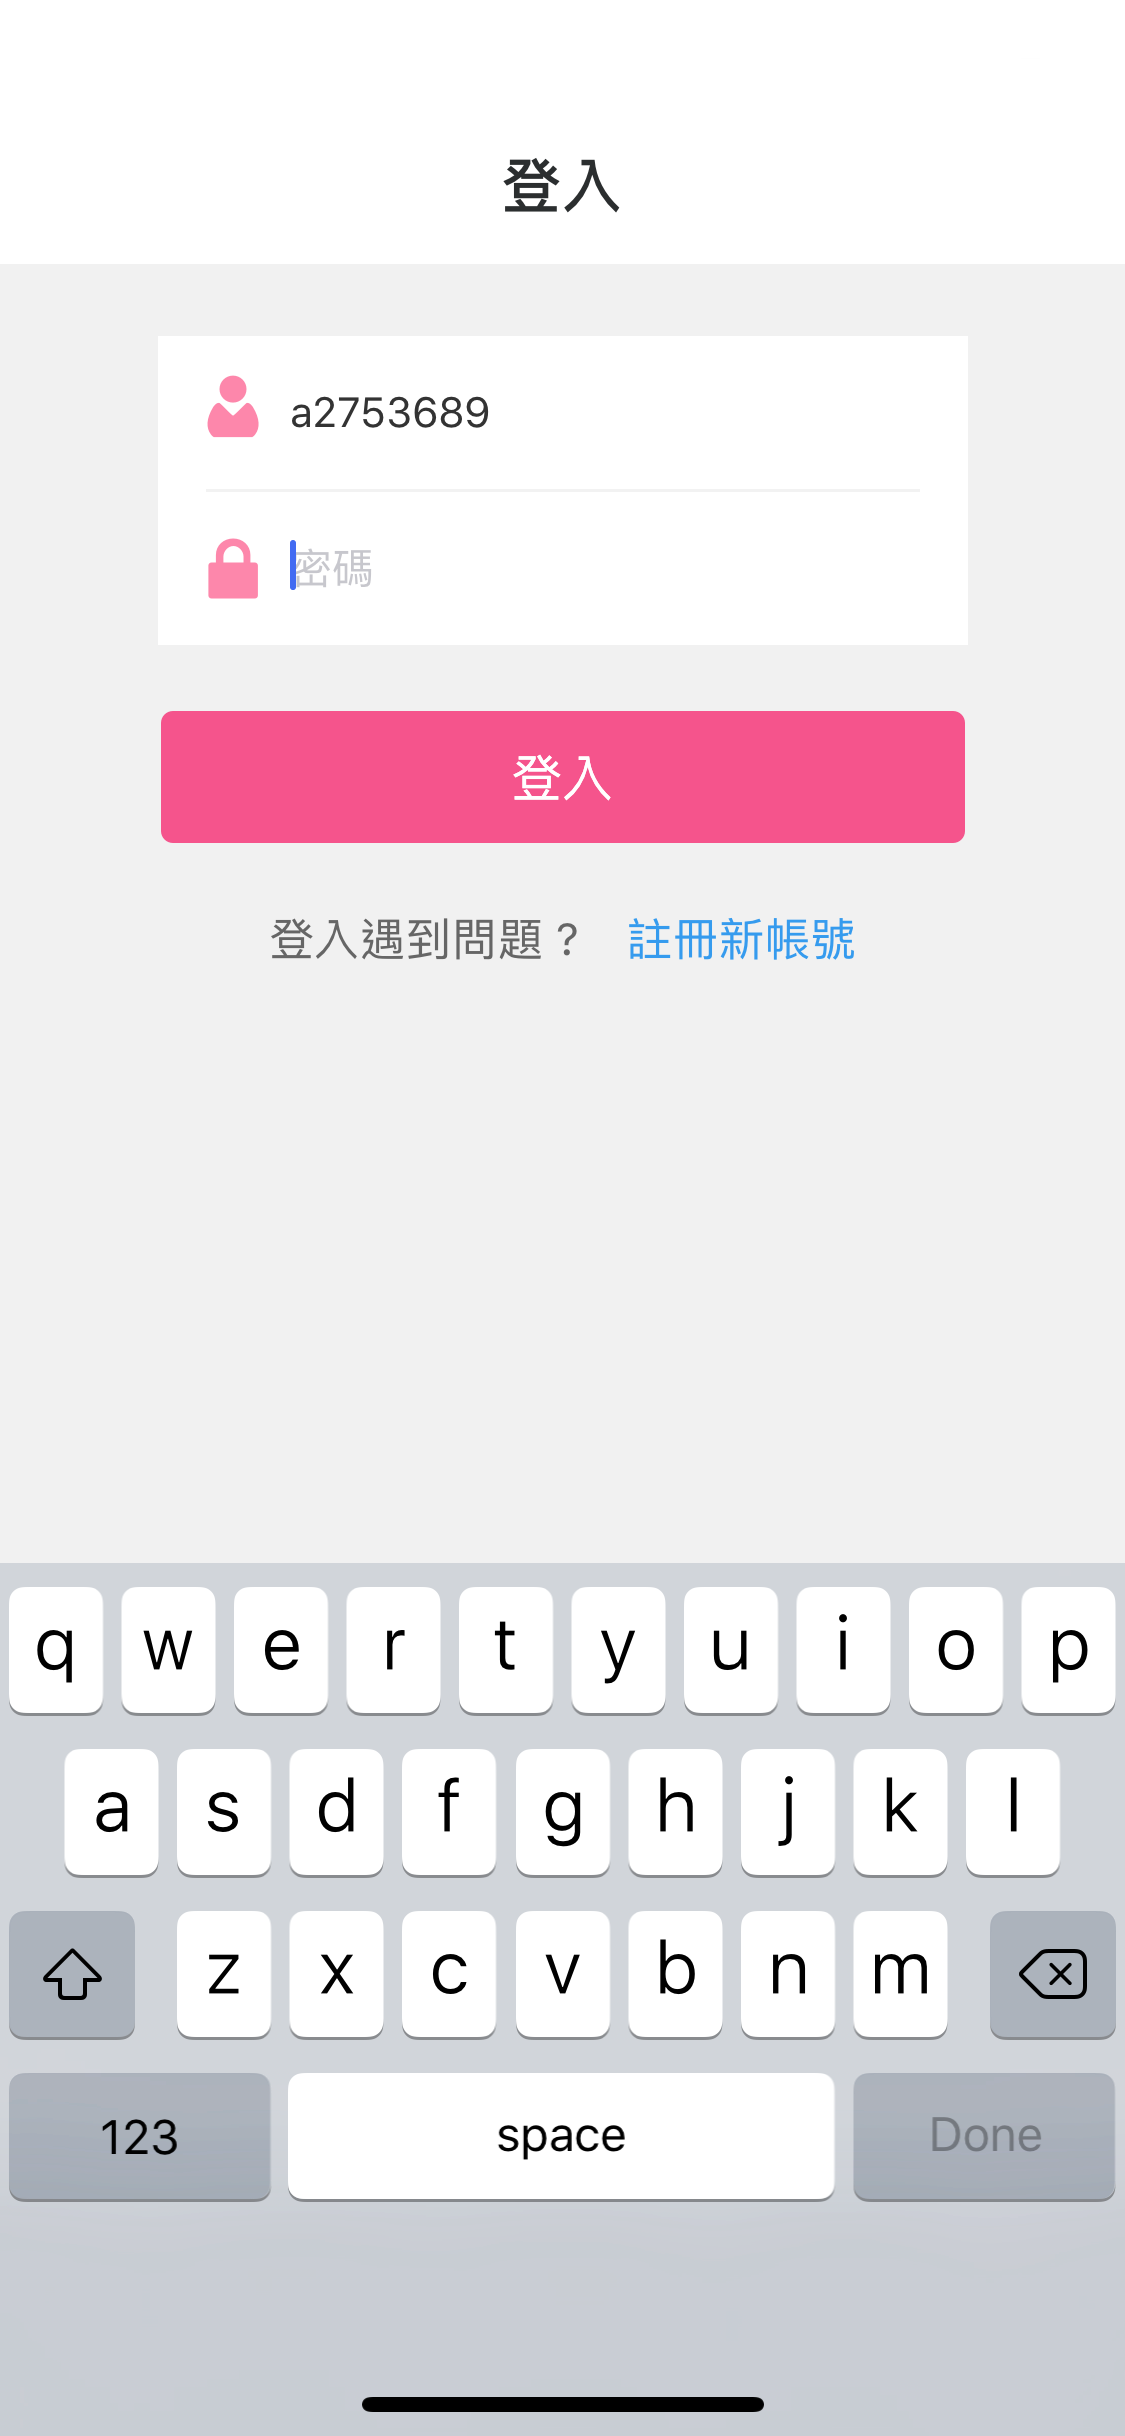 登入
a2753689
密碼
登入
登入遇到問題？ 註冊新帳號
q w e r t y u i o p
a s d f g h j k l
z x c v b n m
123 space Done